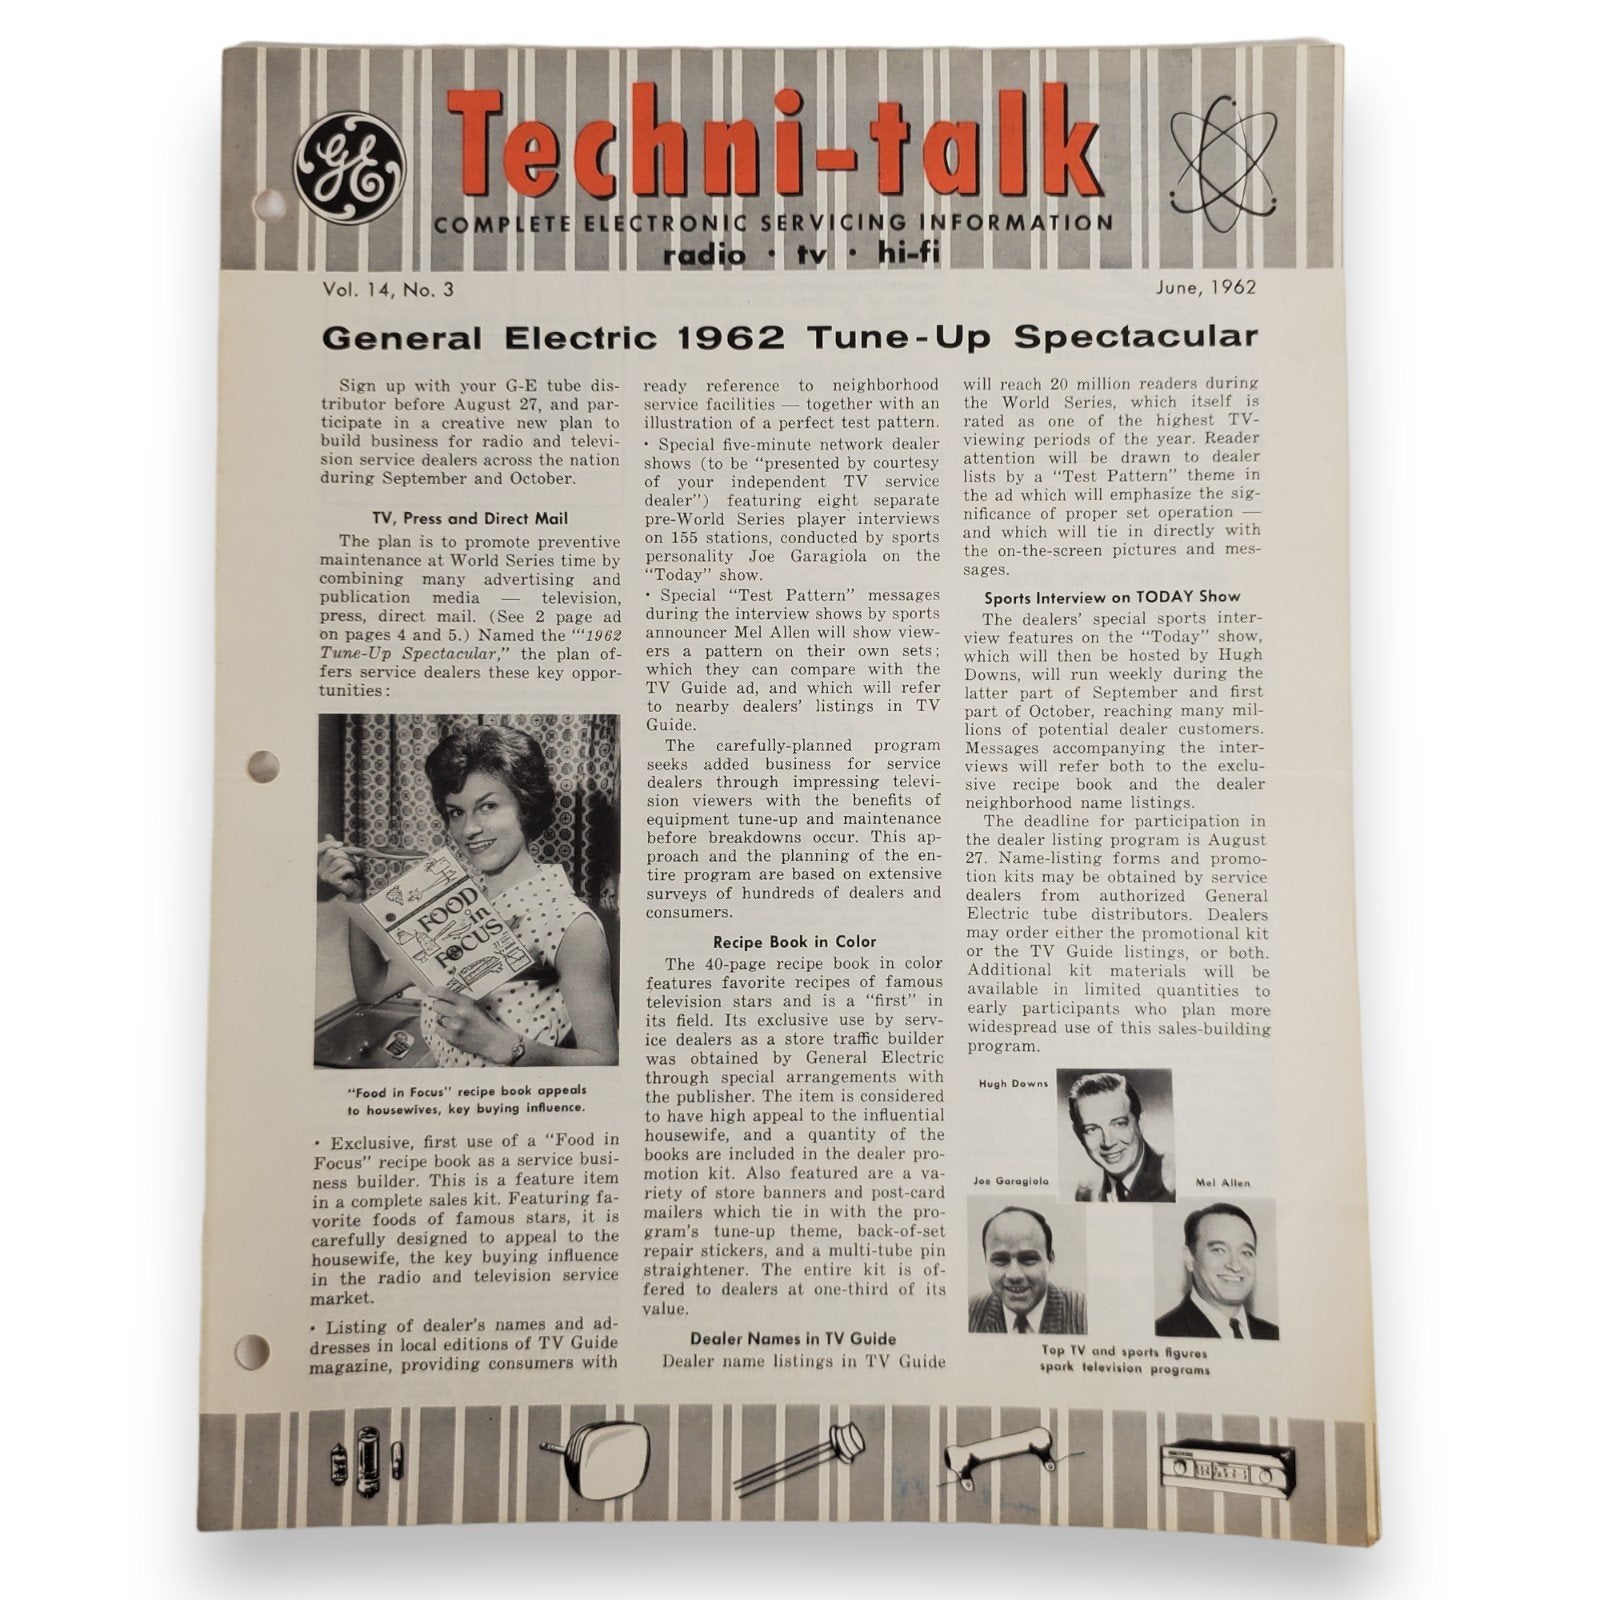 GE
Techni-talk
COMPLETE ELECTRONIC SERVICING INFORMATION
radio • tv • hi-fi
Vol. 14, No. 3
June, 1962
General Electric 1962 Tune-Up Spectacular
Sign up with your G-E tube dis-
tributor before August 27, and par-
ticipate in a creative new plan to
build business for radio and televi-
sion service dealers across the nation
during September and October.
TV, Press and Direct Mail
The plan is to promote preventive
maintenance at World Series time by
combining many advertising and
publication media — television,
press, direct mail. (See 2 page ad
on pages 4 and 5.) Named the "'1962
Tune-Up Spectacular," the plan of-
fers service dealers these key oppor-
tunities:
FOOD
in
FOCUS
"Food in Focus" recipe book appeals
to housewives, key buying influence.
• Exclusive, first use of a "Food in
Focus" recipe book as a service busi-
ness builder. This is a feature item
in a complete sales kit. Featuring fa-
vorite foods of famous stars, it is
carefully designed to appeal to the
housewife, the key buying influence
in the radio and television service
market.
• Listing of dealer's names and ad-
dresses in local editions of TV Guide
magazine, providing consumers with
ready reference to neighborhood
service facilities — together with an
illustration of a perfect test pattern.
• Special five-minute network dealer
shows (to be "presented by courtesy
of your independent TV service
dealer") featuring eight separate
pre-World Series player interviews
on 155 stations, conducted by sports
personality Joe Garagiola on the
"Today" show.
• Special "Test Pattern" messages
during the interview shows by sports
announcer Mel Allen will show view-
ers a pattern on their own sets;
which they can compare with the
TV Guide ad, and which will refer
to nearby dealers' listings in TV
Guide.
The carefully-planned program
seeks added business for service
dealers through impressing televi-
sion viewers with the benefits of
equipment tune-up and maintenance
before breakdowns occur. This ap-
proach and the planning of the en-
tire program are based on extensive
surveys of hundreds of dealers and
consumers.
Recipe Book in Color
The 40-page recipe book in color
features favorite recipes of famous
television stars and is a "first" in
its field. Its exclusive use by serv-
ice dealers as a store traffic builder
was obtained by General Electric
through special arrangements with
the publisher. The item is considered
to have high appeal to the influential
housewife, and a quantity of the
books are included in the dealer pro-
motion kit. Also featured are a va-
riety of store banners and post-card
mailers which tie in with the pro-
gram's tune-up theme, back-of-set
repair stickers, and a multi-tube pin
straightener. The entire kit is of-
fered to dealers at one-third of its
value.
Dealer Names in TV Guide
Dealer name listings in TV Guide
will reach 20 million readers during
the World Series, which itself is
rated as one of the highest TV-
viewing periods of the year. Reader
attention will be drawn to dealer
lists by a "Test Pattern" theme in
the ad which will emphasize the sig-
nificance of proper set operation —
and which will tie in directly with
the on-the-screen pictures and mes-
sages.
Sports Interview on TODAY Show
The dealers' special sports inter-
view features on the "Today" show,
which will then be hosted by Hugh
Downs, will run weekly during the
latter part of September and first
part of October, reaching many mil-
lions of potential dealer customers.
Messages accompanying the inter-
views will refer both to the exclu-
sive recipe book and the dealer
neighborhood name listings.
The deadline for participation in
the dealer listing program is August
27. Name-listing forms and promo-
tion kits may be obtained by service
dealers from authorized General
Electric tube distributors. Dealers
may order either the promotional kit
or the TV Guide listings, or both.
Additional kit materials will be
available in limited quantities to
early participants who plan more
widespread use of this sales-building
program.
Hugh Downs
Joe Garagiola
Mel Allen
Top TV and sports figures
spark television programs